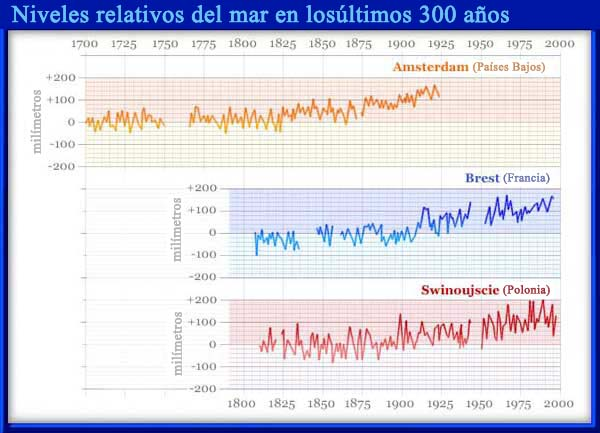 Niveles relativos del mar en losúltimos 300 años
1700 1725 1750 1800 1825 1850 1875 1900 1925 1950 1975 2000
Amsterdam (Países Bajos)
milímetros
+200
+100
0
-100
-200
Brest (Francia)
milímetros
+200
+100
0
-100
-200
Swinoujscie (Polonia)
milímetros
+200
+100
0
-100
-200
1800 1825 1850 1875 1900 1925 1950 1975 2000